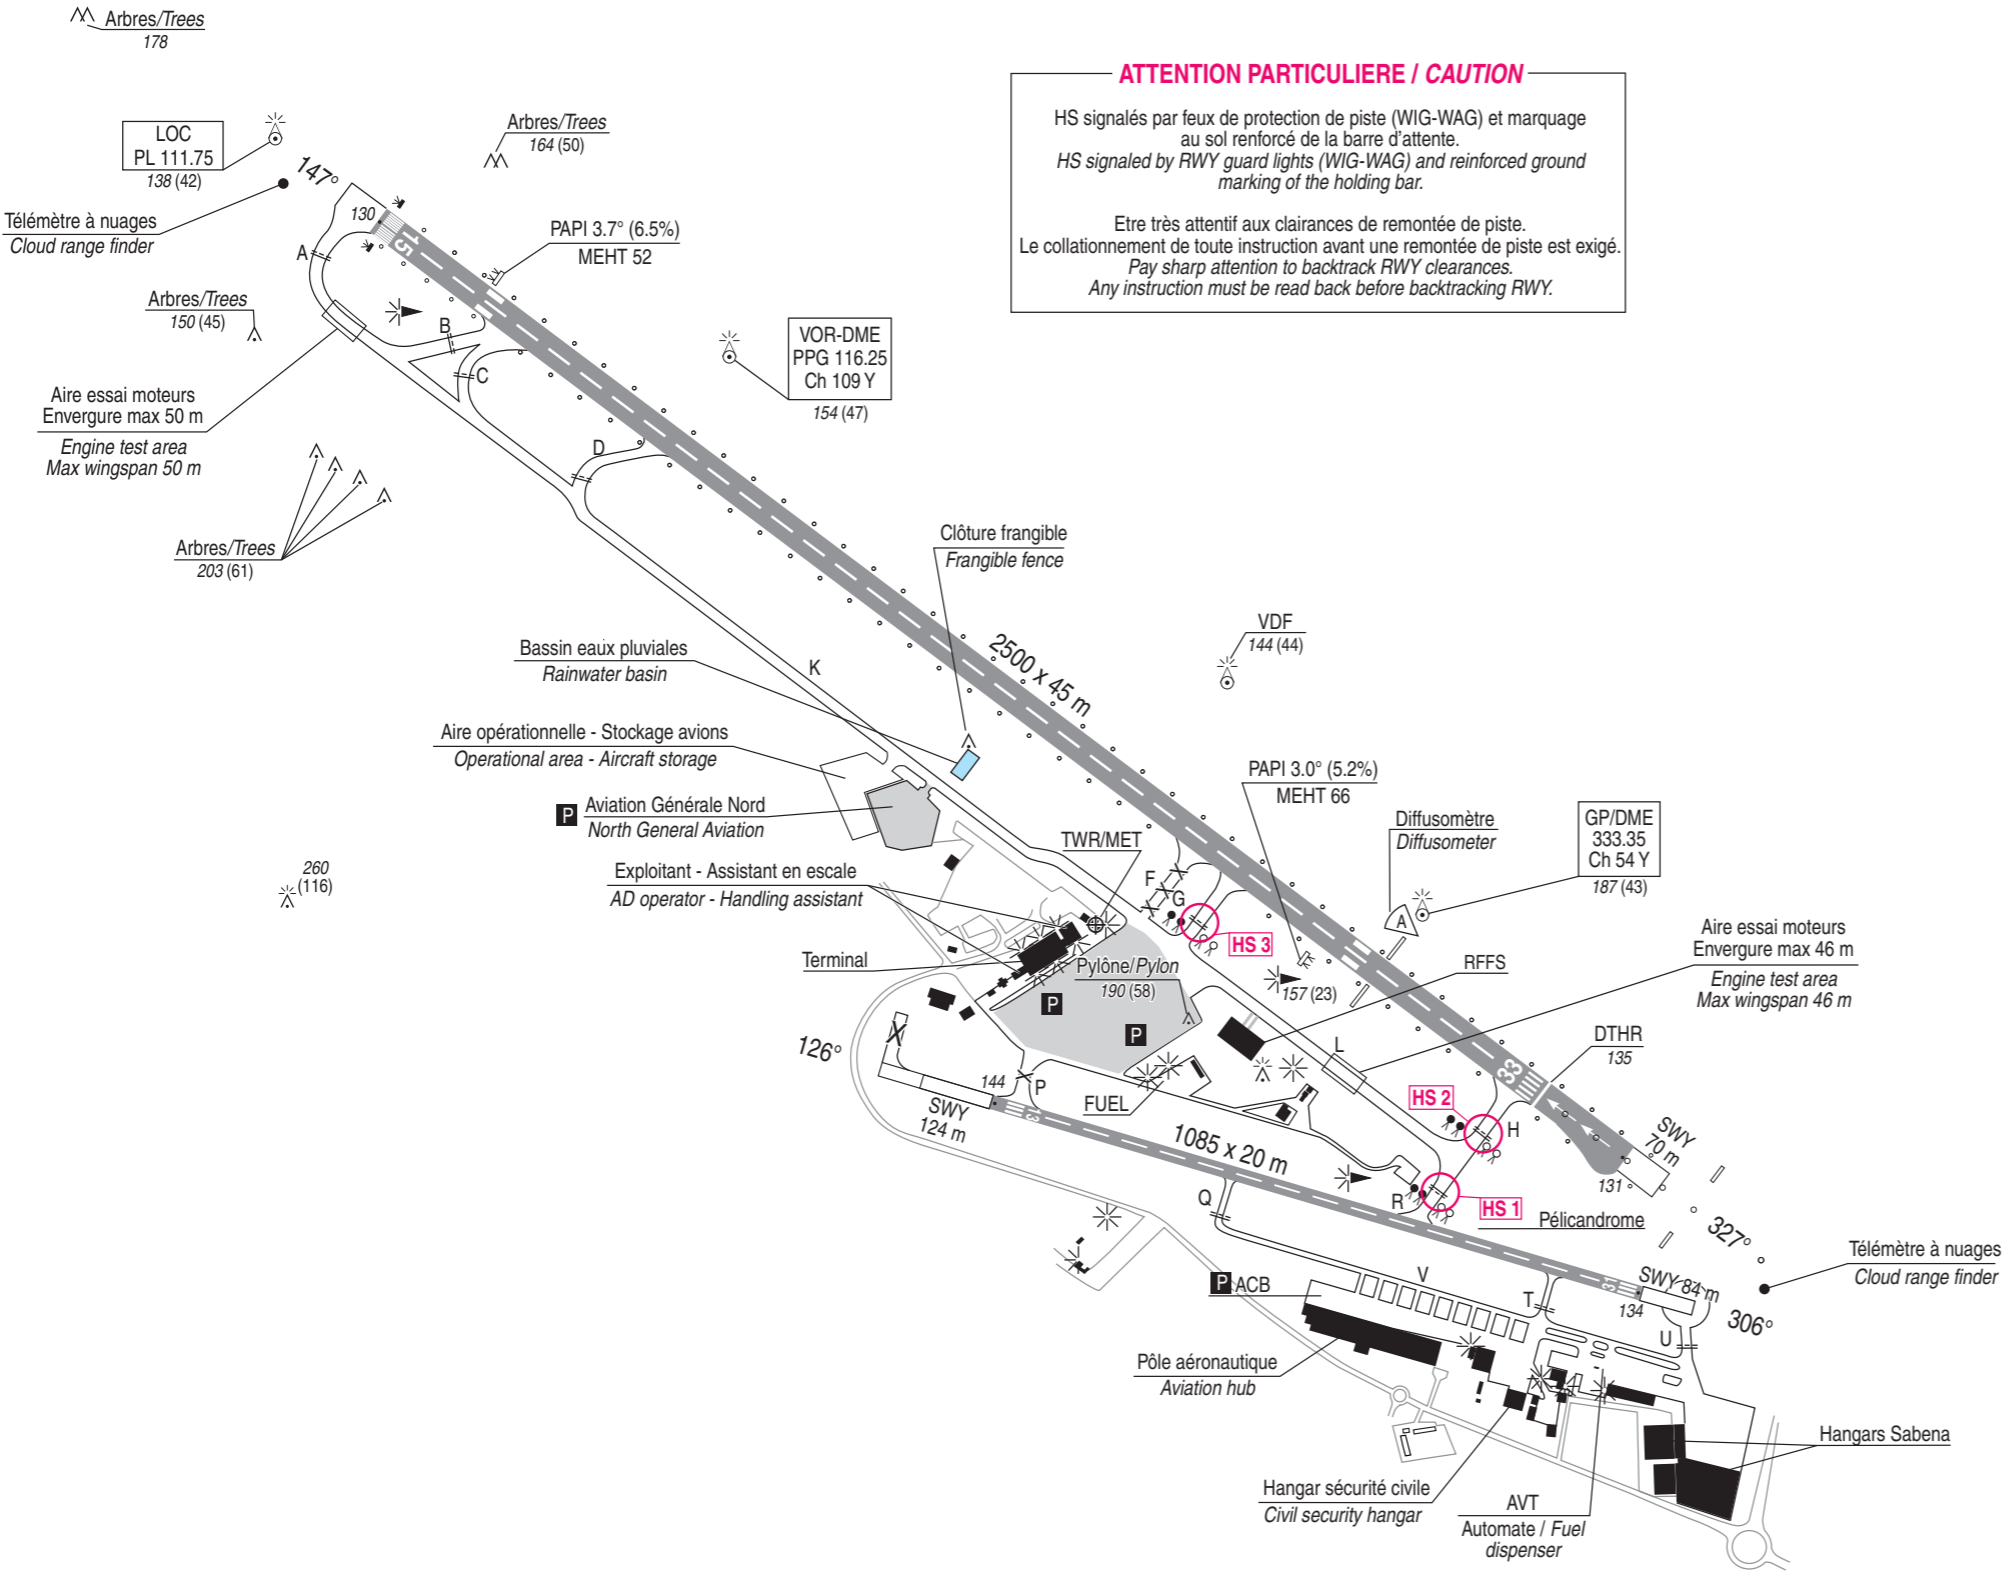 Arbres/Trees
178
ATTENTION PARTICULIERE / CAUTION
HS signalés par feux de protection de piste (WIG-WAG) et marquage
au sol renforcé de la barre d'attente.
HS signaled by RWY guard lights (WIG-WAG) and reinforced ground
marking of the holding bar.
Etre très attentif aux clairances de remontée de piste.
Le collationnement de toute instruction avant une remontée de piste est exigé.
Pay sharp attention to backtrack RWY clearances.
Any instruction must be read back before backtracking RWY.
LOC
PL 111.75
138 (42)
147°
Arbres/Trees
164 (50)
Télémètre à nuages
Cloud range finder
130
15
A
PAPI 3.7° (6.5%)
MEHT 52
Arbres/Trees
150 (45)
B
C
VOR-DME
PPG 116.25
Ch 109 Y
154 (47)
Aire essai moteurs
Envergure max 50 m
Engine test area
Max wingspan 50 m
D
Arbres/Trees
203 (61)
Clôture frangible
Frangible fence
2500 x 45 m
VDF
144 (44)
Bassin eaux pluviales
Rainwater basin
K
Aire opérationnelle - Stockage avions
Operational area - Aircraft storage
P
Aviation Générale Nord
North General Aviation
PAPI 3.0° (5.2%)
MEHT 66
Diffusomètre
Diffusometer
A
GP/DME
333.35
Ch 54 Y
187 (43)
TWR/MET
F
G
HS 3
260
(116)
Exploitant - Assistant en escale
AD operator - Handling assistant
Terminal
Pylône/Pylon
190 (58)
P
P
157 (23)
RFFS
Aire essai moteurs
Envergure max 46 m
Engine test area
Max wingspan 46 m
L
DTHR
135
33
126°
X
144
SWY
124 m
13
P
FUEL
HS 2
H
SWY
70 m
131
1085 x 20 m
Q
R
HS 1
Pélicandrome
327°
Télémètre à nuages
Cloud range finder
P
ACB
V
T
31
SWY 84 m
134
306°
U
Pôle aéronautique
Aviation hub
Hangars Sabena
Hangar sécurité civile
Civil security hangar
AVT
Automate / Fuel
dispenser